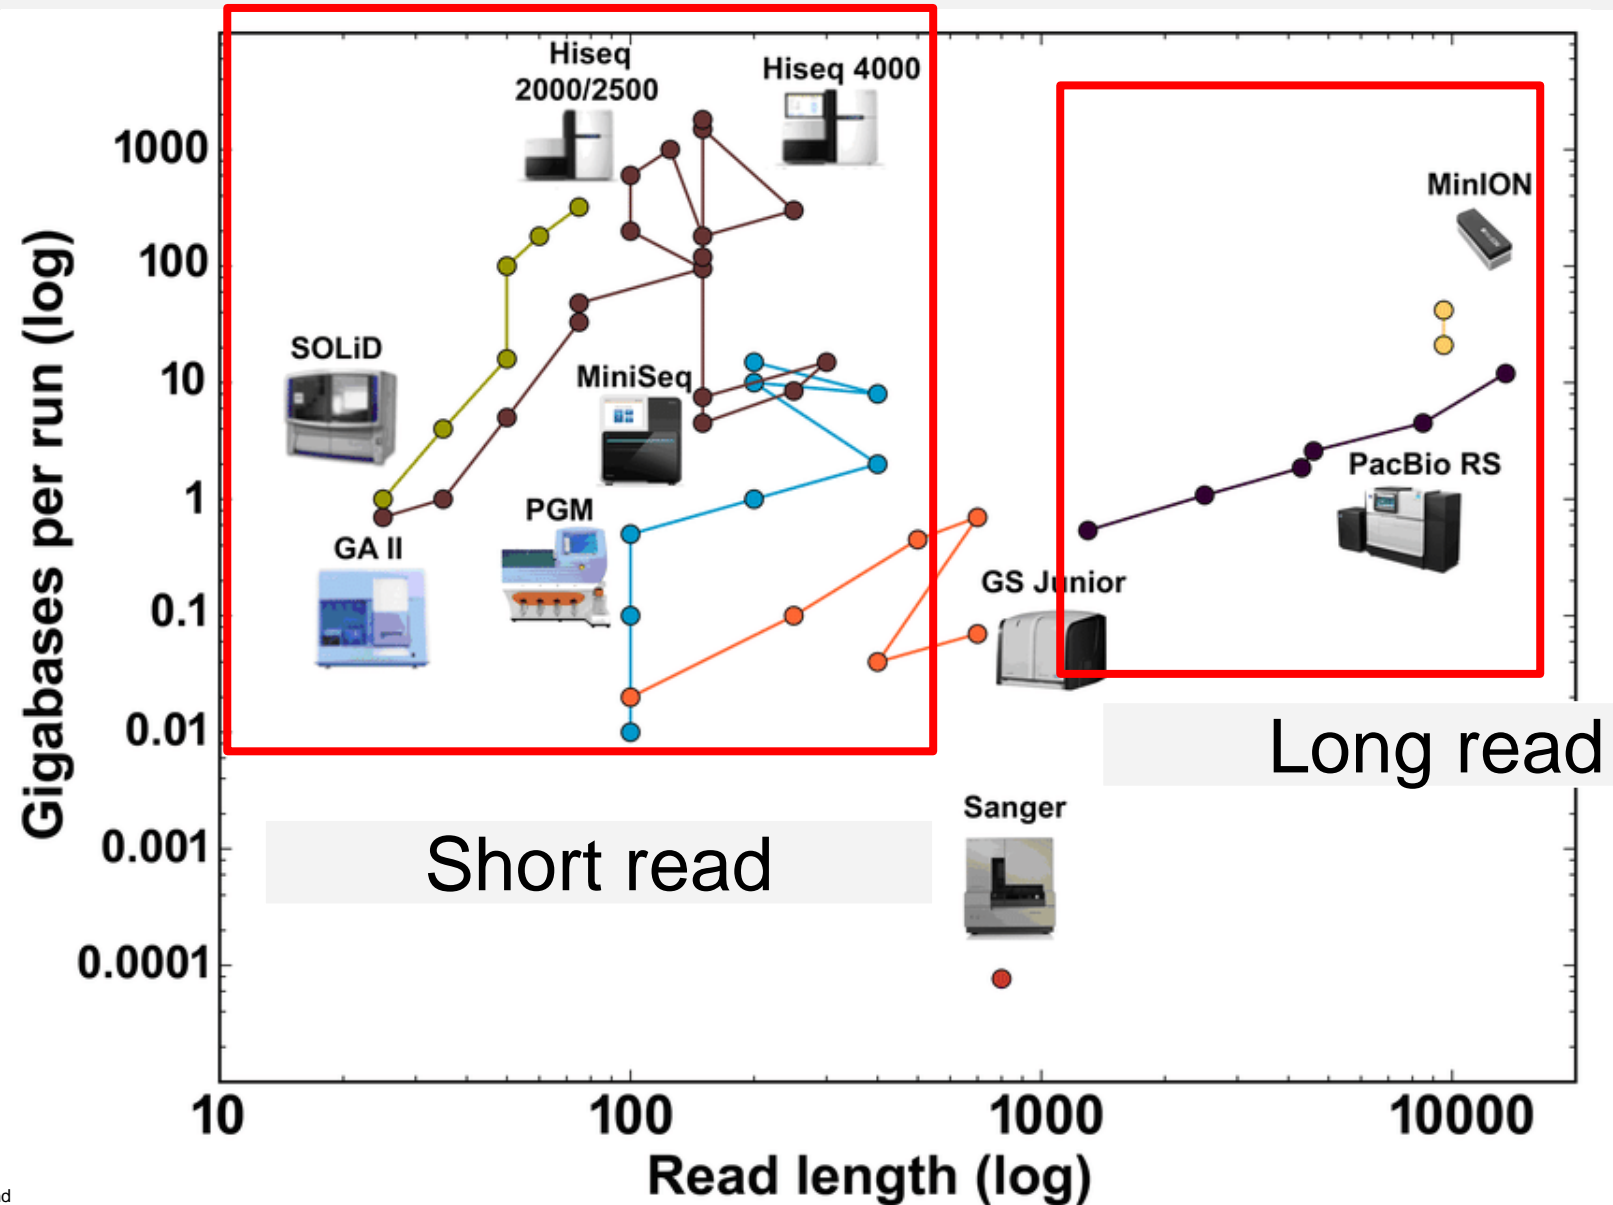 Hiseq
2000/2500
Hiseq 4000
MinION
SOLiD
MiniSeq
PacBio RS
PGM
GA II
GS Junior
Long read
Sanger
Short read
Gigabases per run (log)
1000
100
10
1
0.1
0.01
0.001
0.0001
10
100
1000
10000
Read length (log)